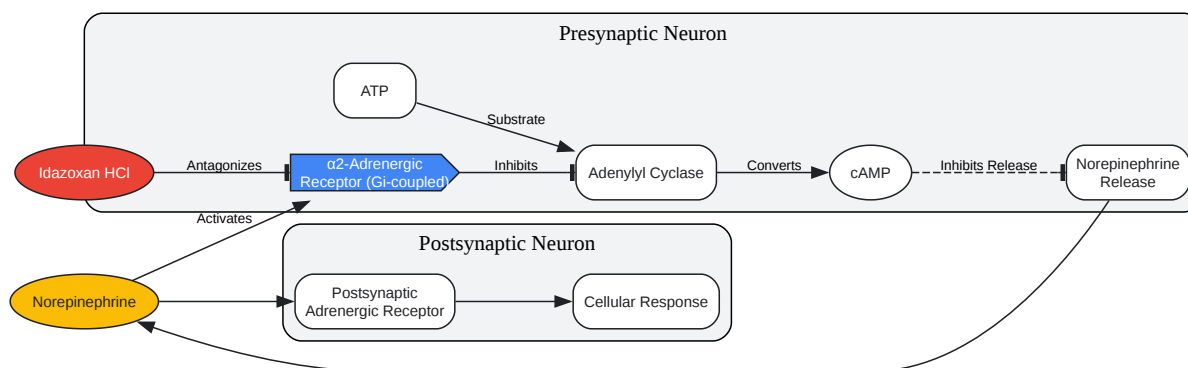 Presynaptic Neuron
ATP
Substrate
Idazoxan HCl
Antagonizes
α2-Adrenergic
Receptor (Gi-coupled)
Inhibits
Adenylyl Cyclase
Converts
cAMP
Inhibits Release
Norepinephrine
Release
Activates
Postsynaptic Neuron
Norepinephrine
Postsynaptic
Adrenergic Receptor
Cellular Response